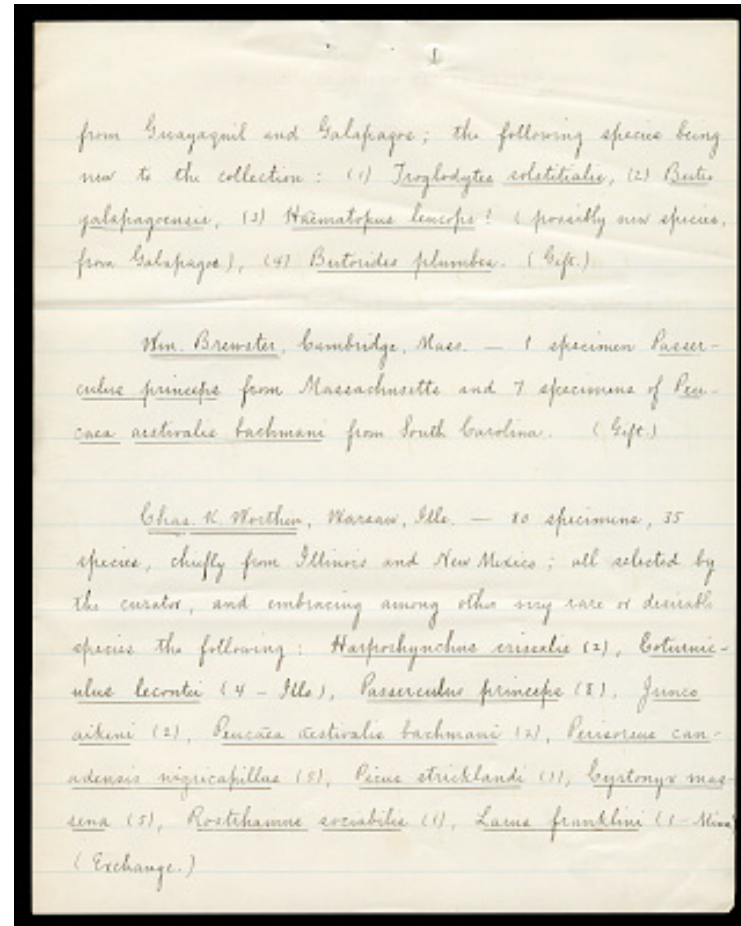 1
from Guayaquil and Galapagos; the following species being
new to the collection: (1) Troglodytes solstitialis, (2) Buteo
galapagoensis, (3) Haematopus leucops? (possibly new species,
from Galapagos), (4) Butorides plumbea. (Gift.)
Wm. Brewster, Cambridge, Mass. — 1 specimen Passer-
culus princeps from Massachusetts and 7 specimens of Peu-
caea aestivalis bachmani from South Carolina. (Gift.)
Chas. K. Worthen, Warsaw, Ills. — 80 specimens, 35
species, chiefly from Illinois and New Mexico; all selected by
the curator, and embracing among other very rare or desirable
species the following: Harporhynchus crissalis (2), Coturnic-
ulus lecontei (4 - Ills), Passerculus princeps (8), Junco
aikeni (2), Peucaea aestivalis bachmani (2), Perisoreus can-
adensis nigricapillus (5), Picus stricklandi (1), Cyrtonyx mas-
sena (5), Rostrhamus sociabilis (1), Larus franklini (1 - Minn)
(Exchange.)